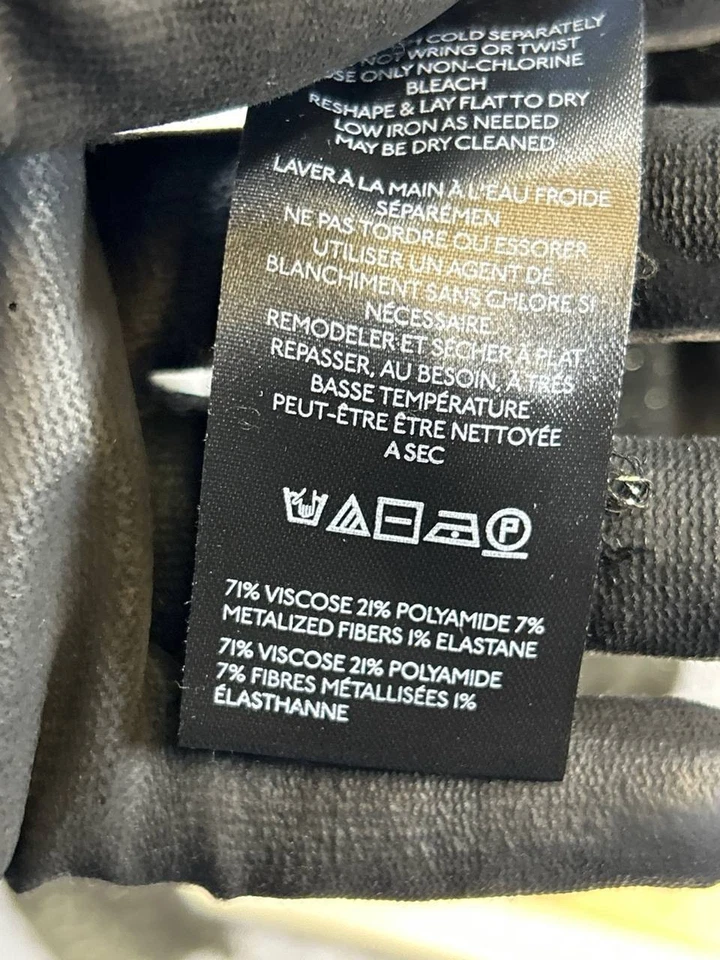 COLD SEPARATELY
NOT WRING OR TWIST
USE ONLY NON-CHLORINE
BLEACH
RESHAPE & LAY FLAT TO DRY
LOW IRON AS NEEDED
MAY BE DRY CLEANED
LAVER À LA MAIN À L'EAU FROIDE
SÉPARÉMEN
NE PAS TORDRE OU ESSORER
UTILISER UN AGENT DE
BLANCHIMENT SANS CHLORE SI
NÉCESSAIRE
REMODELER ET SÉCHER À PLAT
REPASSER, AU BESOIN, À TRÈS
BASSE TEMPÉRATURE
PEUT-ÊTRE ÊTRE NETTOYÉE
A SEC
P
71% VISCOSE 21% POLYAMIDE 7%
METALIZED FIBERS 1% ELASTANE
71% VISCOSE 21% POLYAMIDE
7% FIBRES MÉTALLISÉES 1%
ÉLASTHANNE